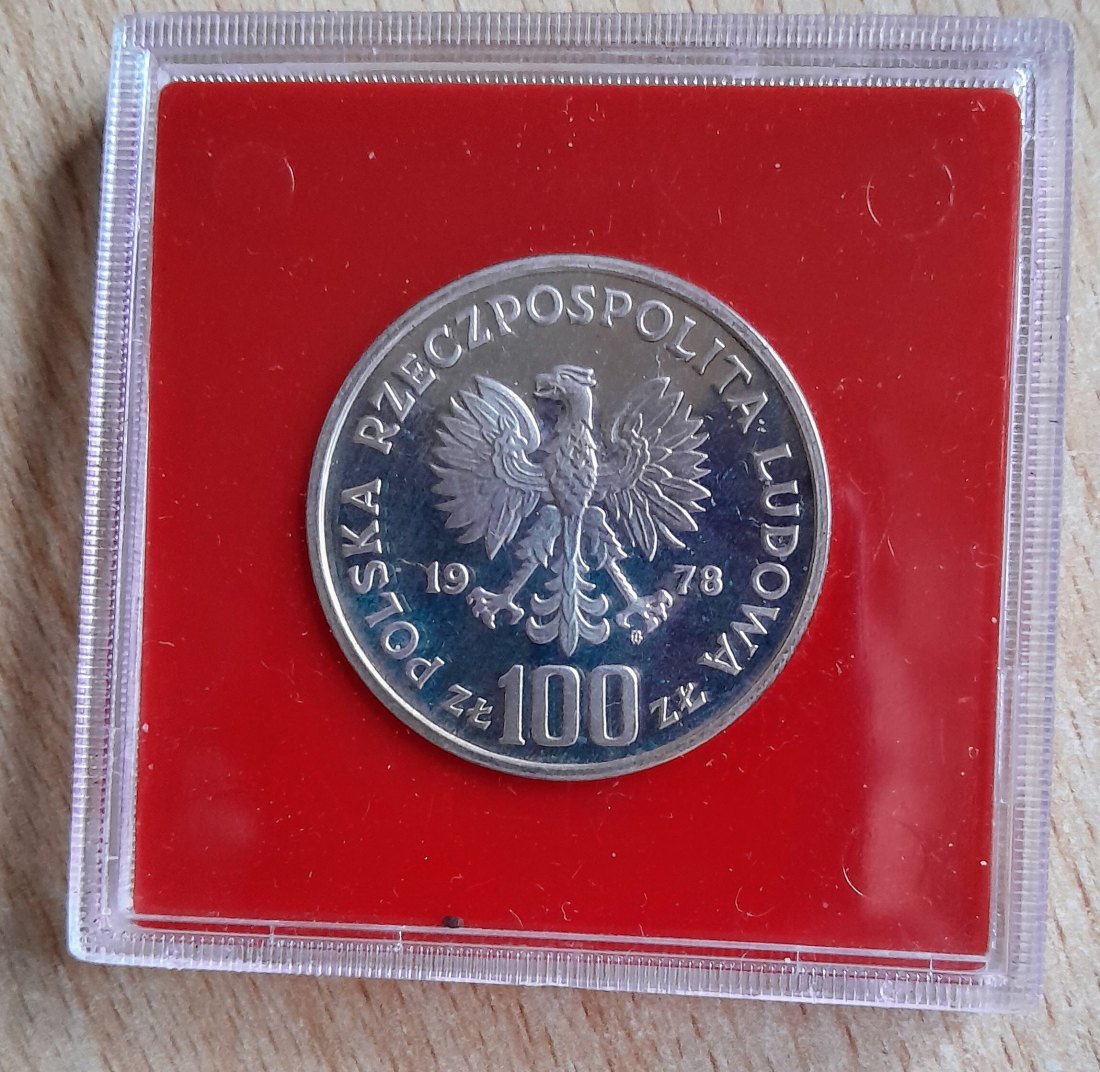 POLSKA RZECZPOSPOLITA LUDOWA
19 78
ZŁ 100 ZŁ